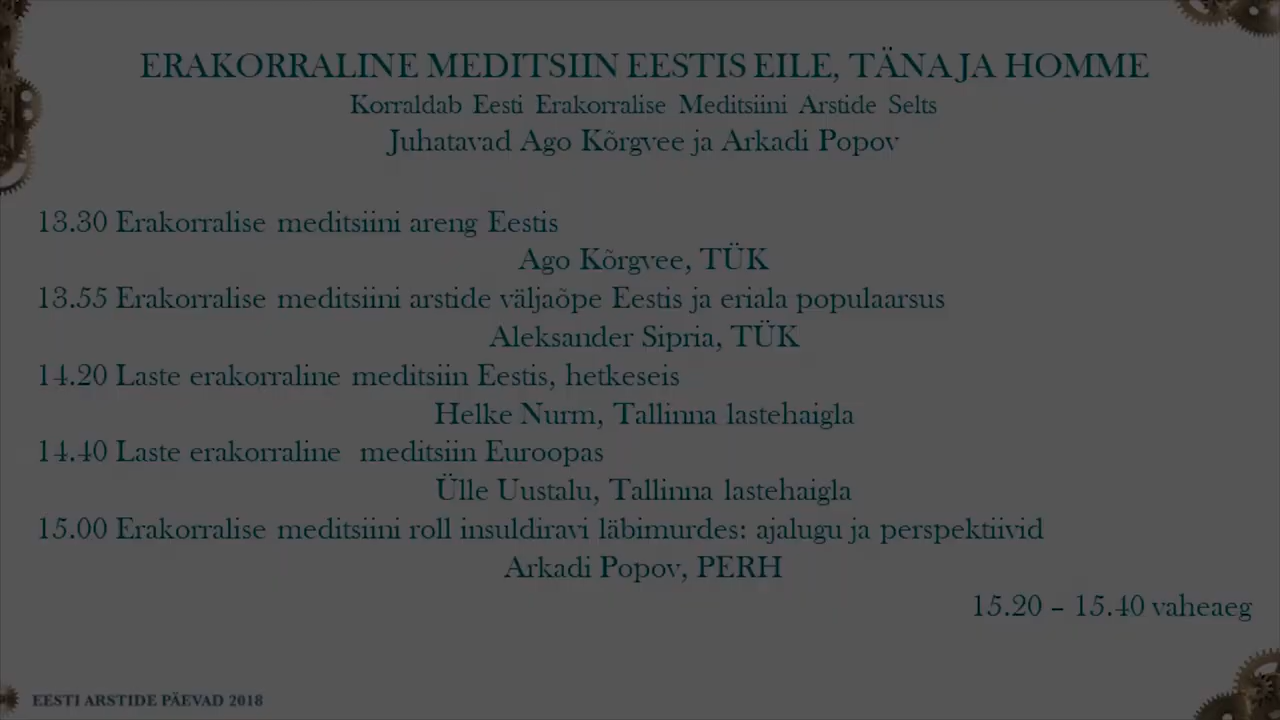 ERAKORRALINE MEDITSIIN EESTIS EILE, TÄNA JA HOMME
Korraldab Eesti Erakorralise Meditsiini Arstide Selts
Juhatavad Ago Kõrgvee ja Arkadi Popov
13.30 Erakorralise meditsiini areng Eestis
Ago Kõrgvee, TÜK
13.55 Erakorralise meditsiini arstide väljaõpe Eestis ja eriala populaarsus
Aleksander Sipria, TÜK
14.20 Laste erakorraline meditsiin Eestis, hetkeseis
Helke Nurm, Tallinna lastehaigla
14.40 Laste erakorraline meditsiin Euroopas
Ülle Uustalu, Tallinna lastehaigla
15.00 Erakorralise meditsiini roll insuldiravi läbimurdes: ajalugu ja perspektiivid
Arkadi Popov, PERH
15.20 – 15.40 vaheaeg
EESTI ARSTIDE PÄEVAD 2018